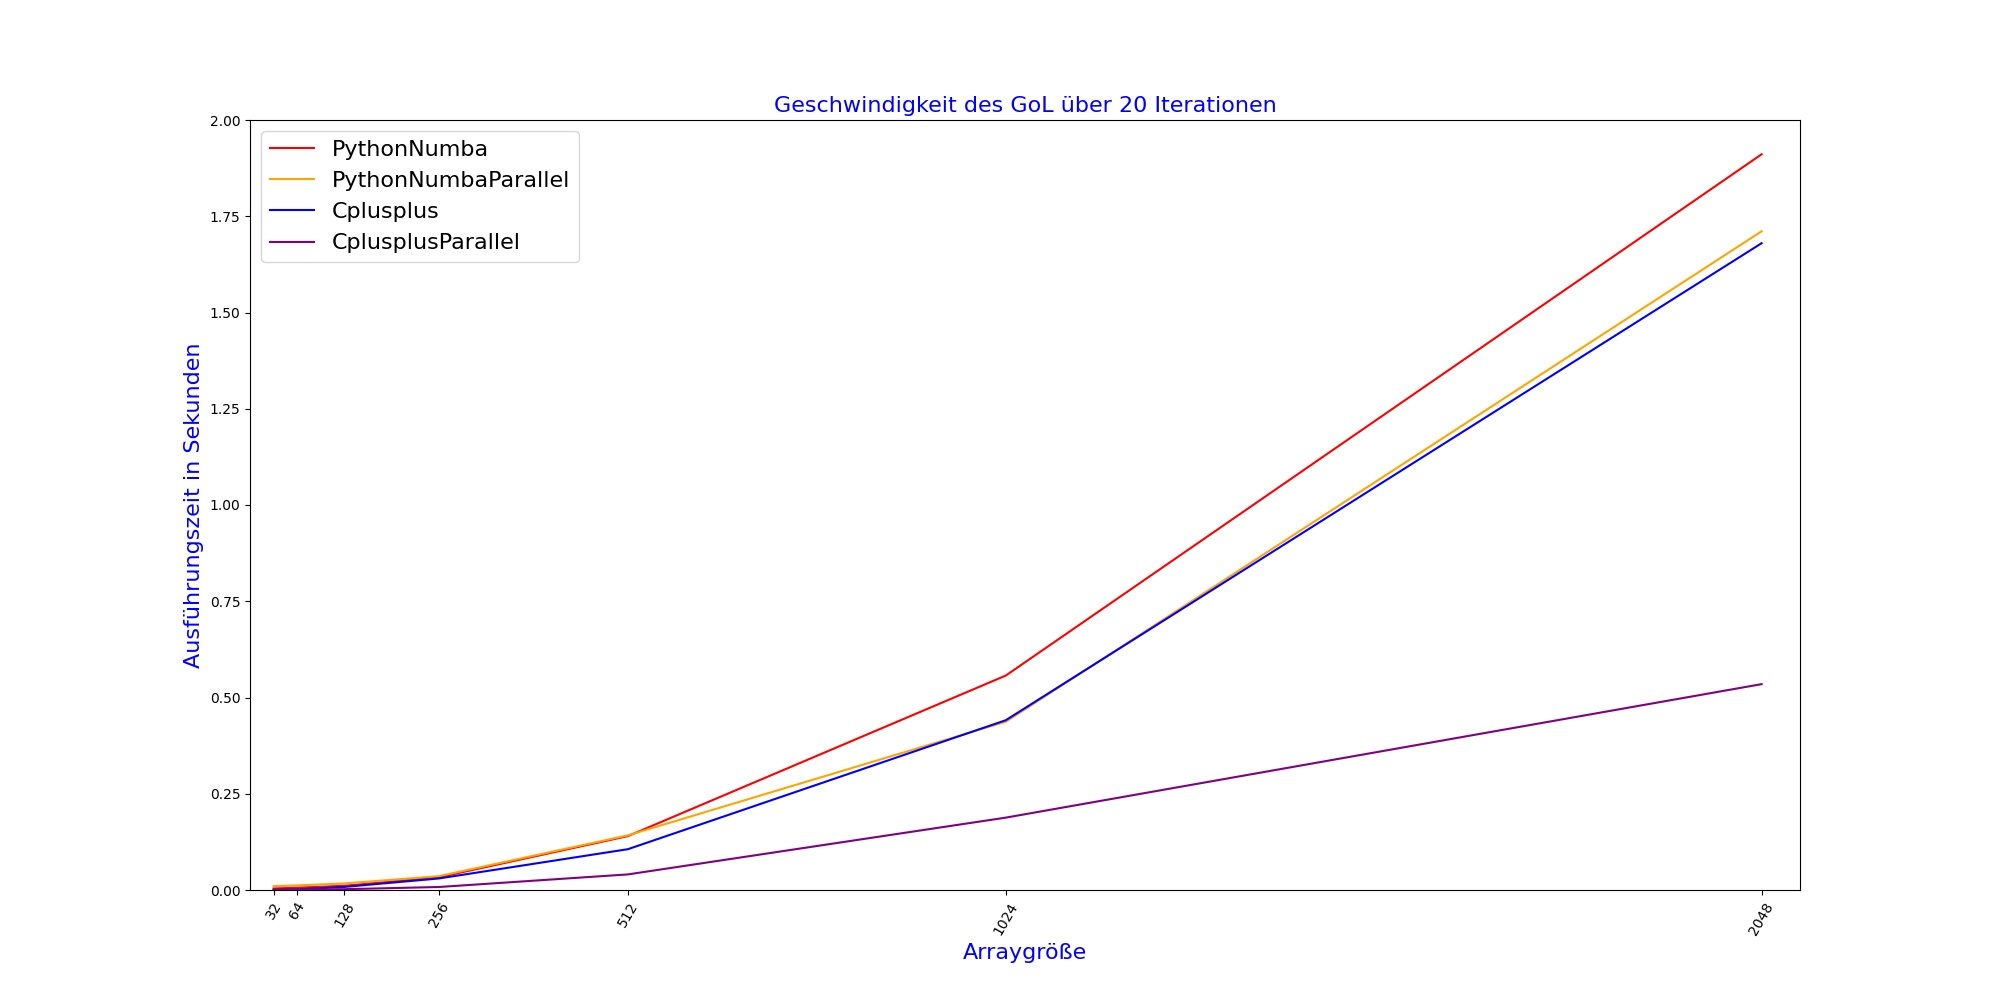 Geschwindigkeit des GoL über 20 Iterationen
PythonNumba
PythonNumbaParallel
Cplusplus
CplusplusParallel
Ausführungszeit in Sekunden
2.00
1.75
1.50
1.25
1.00
0.75
0.50
0.25
0.00
32 64 128 256 512 1024 2048
Arraygröße